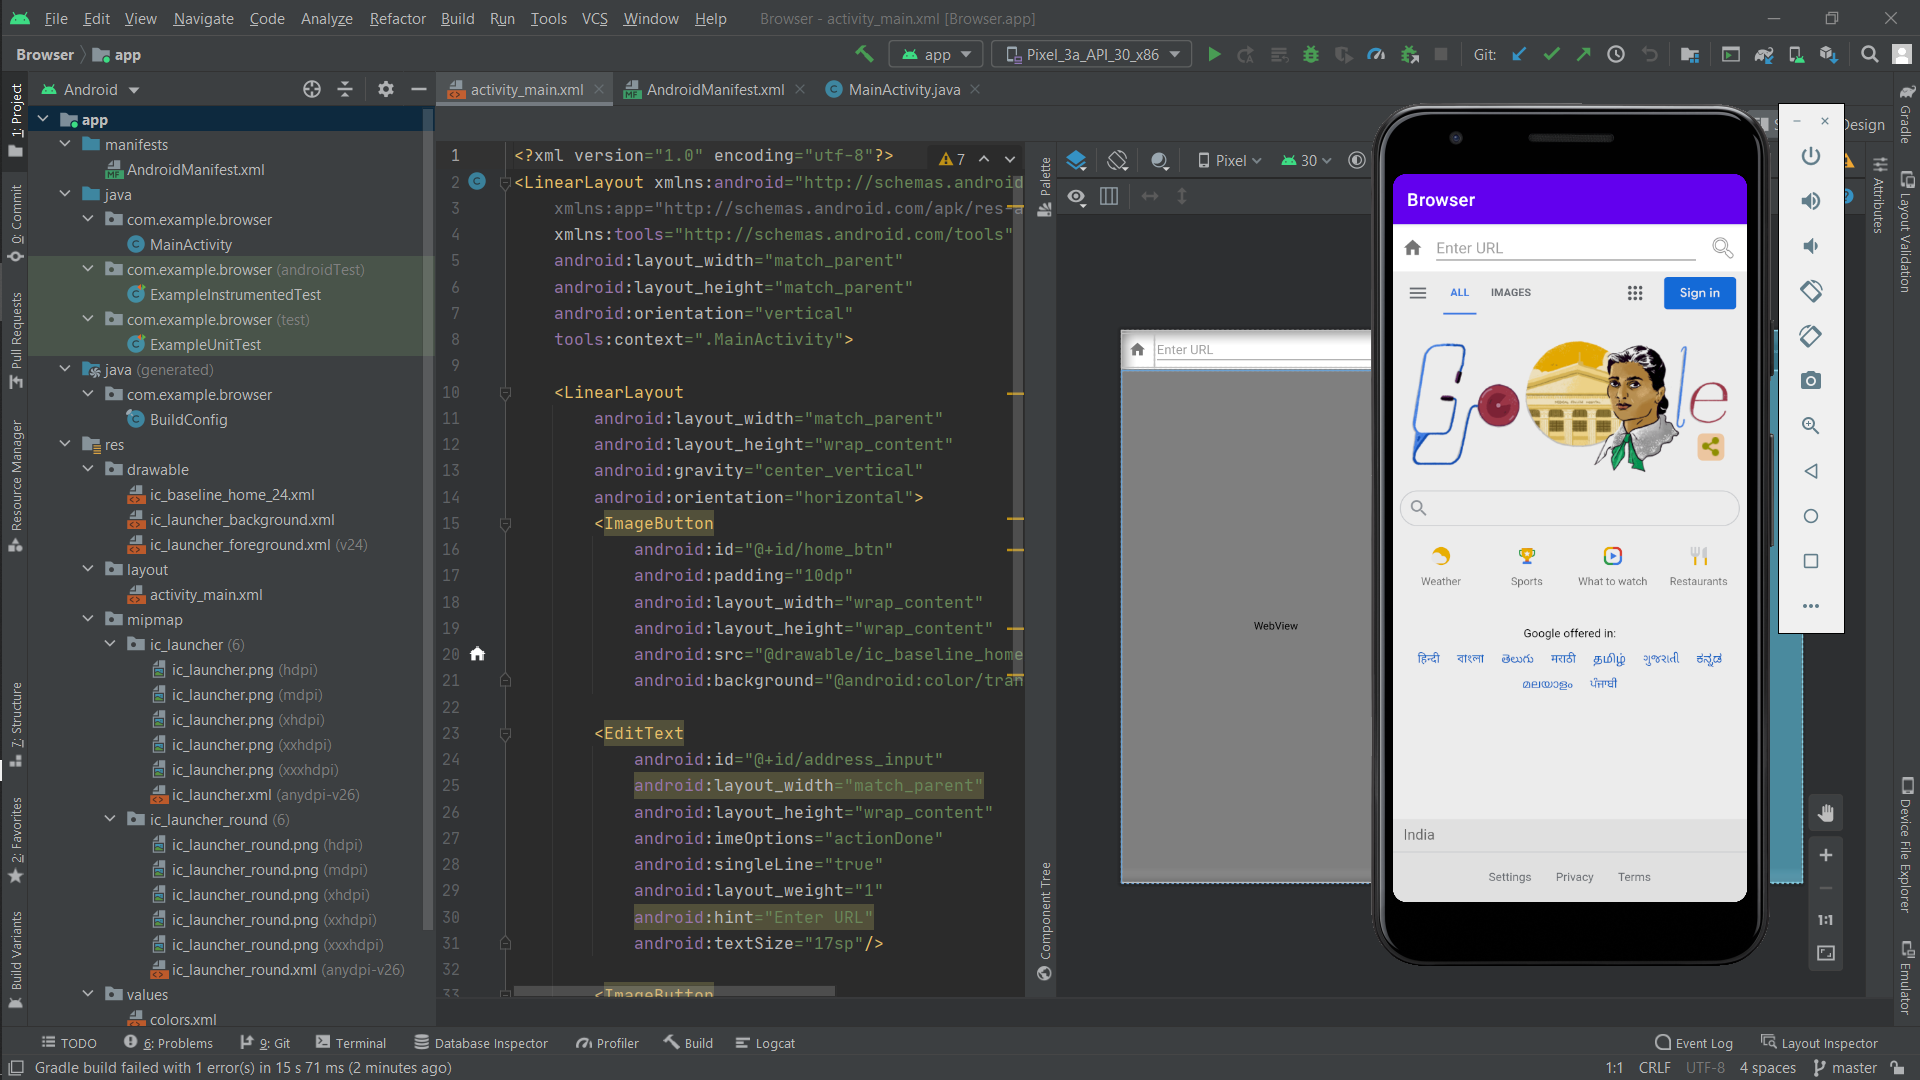 File Edit View Navigate Code Analyze Refactor Build Run Tools VCS Window Help Browser - activity_main.xml [Browser.app]
Browser app app Pixel_3a_API_30_x86 Git:
Android
activity_main.xml AndroidManifest.xml MainActivity.java
1: Project
0: Commit
Pull Requests
Resource Manager
7: Structure
2: Favorites
Build Variants
app
manifests
AndroidManifest.xml
java
com.example.browser
MainActivity
com.example.browser (androidTest)
ExampleInstrumentedTest
com.example.browser (test)
ExampleUnitTest
java (generated)
com.example.browser
BuildConfig
res
drawable
ic_baseline_home_24.xml
ic_launcher_background.xml
ic_launcher_foreground.xml (v24)
layout
activity_main.xml
mipmap
ic_launcher (6)
ic_launcher.png (hdpi)
ic_launcher.png (mdpi)
ic_launcher.png (xhdpi)
ic_launcher.png (xxhdpi)
ic_launcher.png (xxxhdpi)
ic_launcher.xml (anydpi-v26)
ic_launcher_round (6)
ic_launcher_round.png (hdpi)
ic_launcher_round.png (mdpi)
ic_launcher_round.png (xhdpi)
ic_launcher_round.png (xxhdpi)
ic_launcher_round.png (xxxhdpi)
ic_launcher_round.xml (anydpi-v26)
values
colors.xml
7
1 <?xml version="1.0" encoding="utf-8"?>
2 <LinearLayout xmlns:android="http://schemas.android
3 xmlns:app="http://schemas.android.com/apk/res-a
4 xmlns:tools="http://schemas.android.com/tools"
5 android:layout_width="match_parent"
6 android:layout_height="match_parent"
7 android:orientation="vertical"
8 tools:context=".MainActivity">
9
10 <LinearLayout
11 android:layout_width="match_parent"
12 android:layout_height="wrap_content"
13 android:gravity="center_vertical"
14 android:orientation="horizontal">
15 <ImageButton
16 android:id="@+id/home_btn"
17 android:padding="10dp"
18 android:layout_width="wrap_content"
19 android:layout_height="wrap_content"
20 android:src="@drawable/ic_baseline_home
21 android:background="@android:color/tran
22
23 <EditText
24 android:id="@+id/address_input"
25 android:layout_width="match_parent"
26 android:layout_height="wrap_content"
27 android:imeOptions="actionDone"
28 android:singleLine="true"
29 android:layout_weight="1"
30 android:hint="Enter URL"
31 android:textSize="17sp"/>
32
33 <ImageButton
Palette
Component Tree
Pixel 30
Enter URL
WebView
Design
Browser
Enter URL
ALL IMAGES Sign in
Weather Sports What to watch Restaurants
Google offered in:
हिन्दी বাংলা తెలుగు मराठी தமிழ் ગુજરાતી ಕನ್ನಡ
മലയാളം ਪੰਜਾਬੀ
India
Settings Privacy Terms
1:1
Attributes
Gradle
Layout Validation
Device File Explorer
Emulator
TODO 6: Problems 9: Git Terminal Database Inspector Profiler Build Logcat Event Log Layout Inspector
Gradle build failed with 1 error(s) in 15 s 71 ms (2 minutes ago) 1:1 CRLF UTF-8 4 spaces master